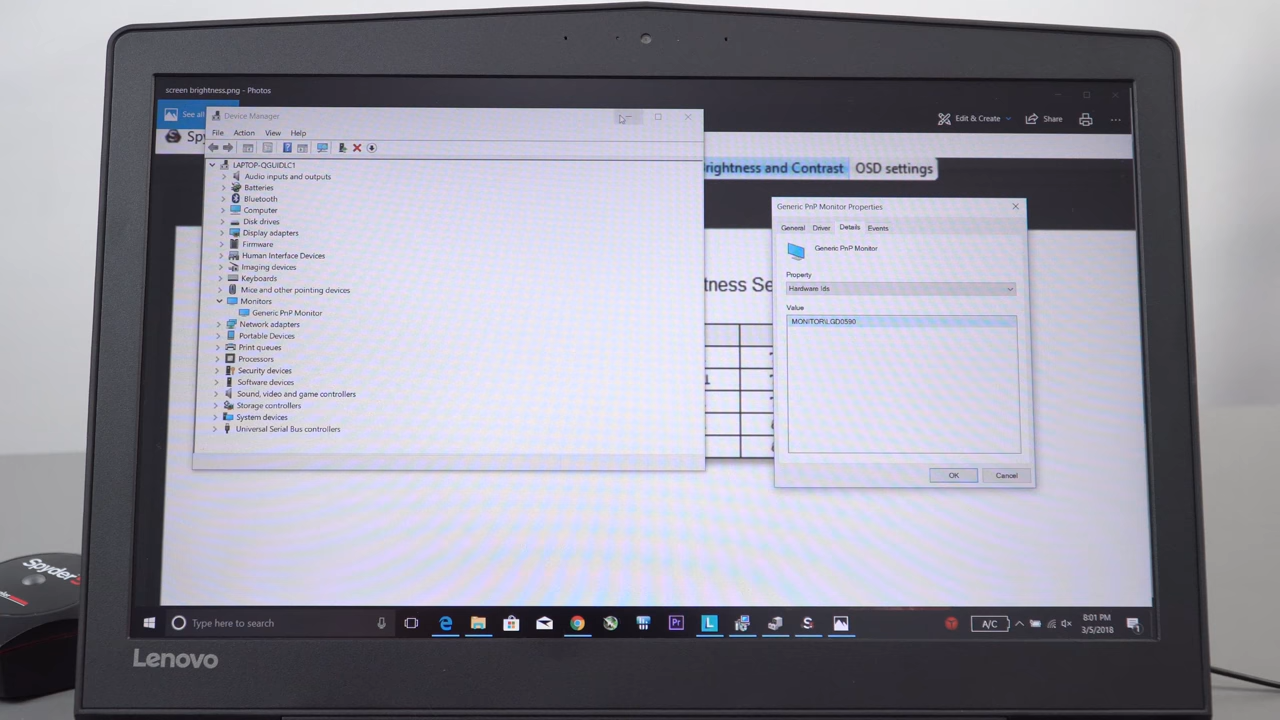 screen brightness.png - Photos
See all
Edit & Create
Share
Spy
Device Manager
File Action View Help
LAPTOP-QGUIDLC1
Audio inputs and outputs
Batteries
Bluetooth
Computer
Disk drives
Display adapters
Firmware
Human Interface Devices
Imaging devices
Keyboards
Mice and other pointing devices
Monitors
Generic PnP Monitor
Network adapters
Portable Devices
Print queues
Processors
Security devices
Software devices
Sound, video and game controllers
Storage controllers
System devices
Universal Serial Bus controllers
rightness and Contrast OSD settings
tness Se
Generic PnP Monitor Properties
General Driver Details Events
Generic PnP Monitor
Property
Hardware Ids
Value
MONITOR\LGD0590
OK Cancel
Type here to search
Pr
L
A/C
8:01 PM
3/5/2018
Lenovo
Spyder5